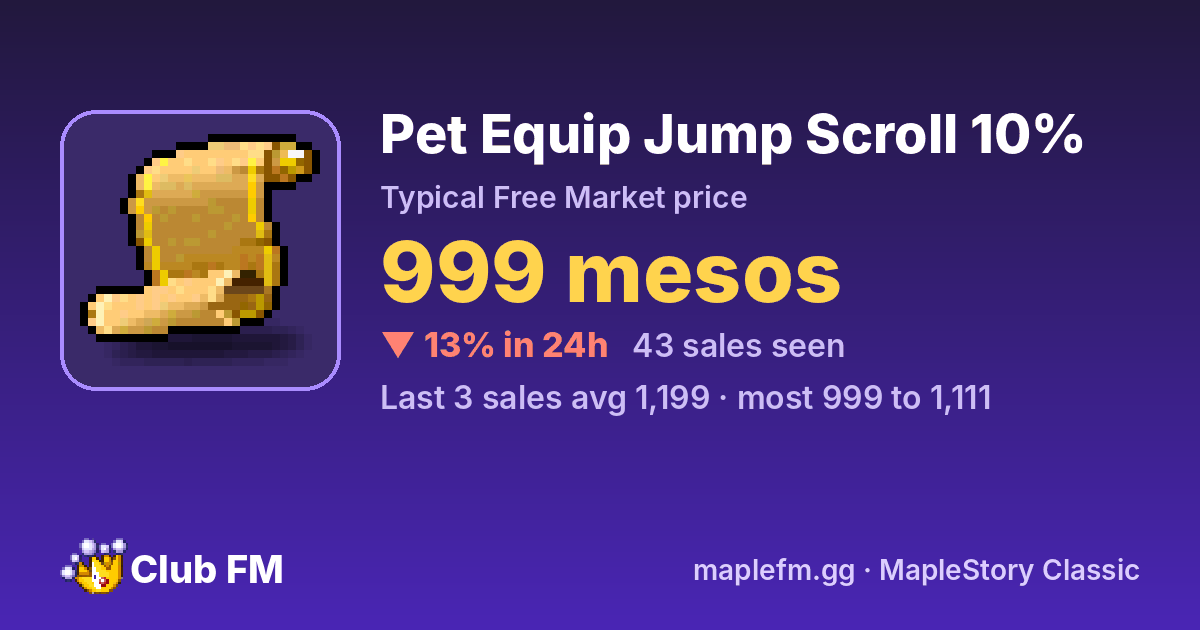 Pet Equip Jump Scroll 10%
Typical Free Market price
999 mesos
▼ 13% in 24h 43 sales seen
Last 3 sales avg 1,199 · most 999 to 1,111
Club FM
maplefm.gg · MapleStory Classic